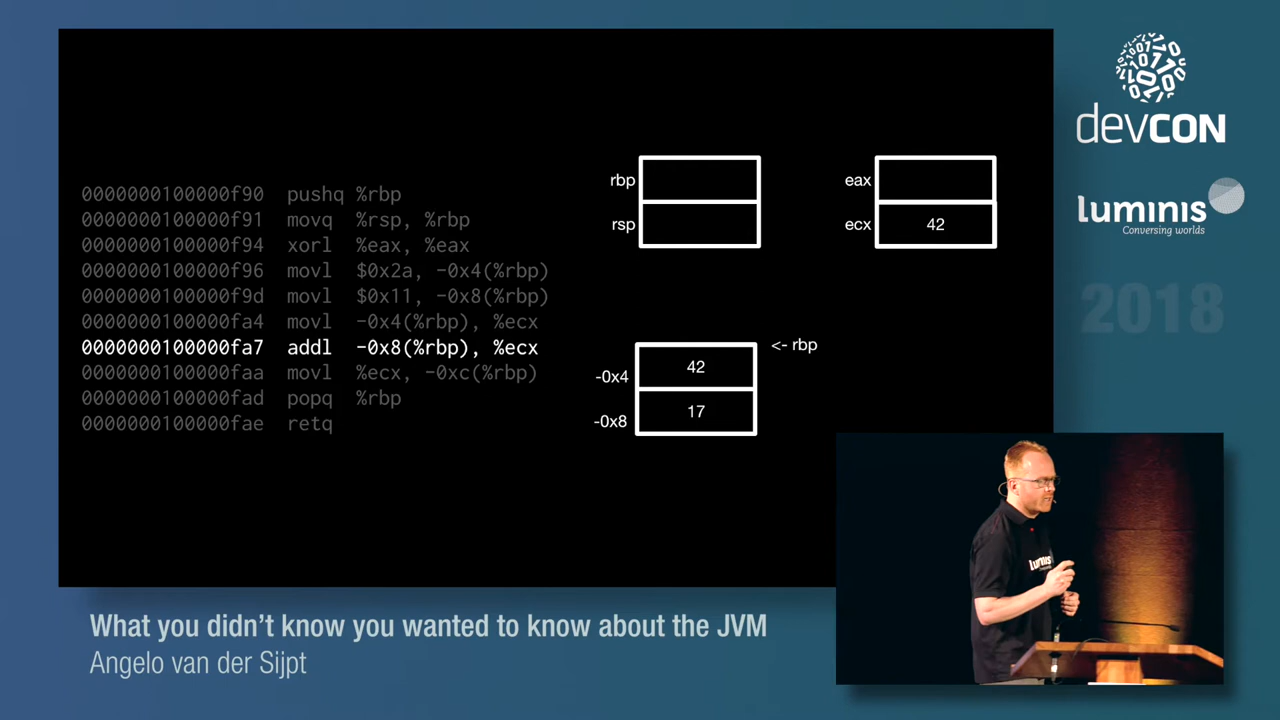 0000000100000f90 pushq %rbp
0000000100000f91 movq %rsp, %rbp
0000000100000f94 xorl %eax, %eax
0000000100000f96 movl $0x2a, -0x4(%rbp)
0000000100000f9d movl $0x11, -0x8(%rbp)
0000000100000fa4 movl -0x4(%rbp), %ecx
0000000100000fa7 addl -0x8(%rbp), %ecx
0000000100000faa movl %ecx, -0xc(%rbp)
0000000100000fad popq %rbp
0000000100000fae retq
rbp
rsp
eax
ecx 42
<- rbp
-0x4 42
-0x8 17
devCON
luminis
Conversing worlds
2018
What you didn't know you wanted to know about the JVM
Angelo van der Sijpt